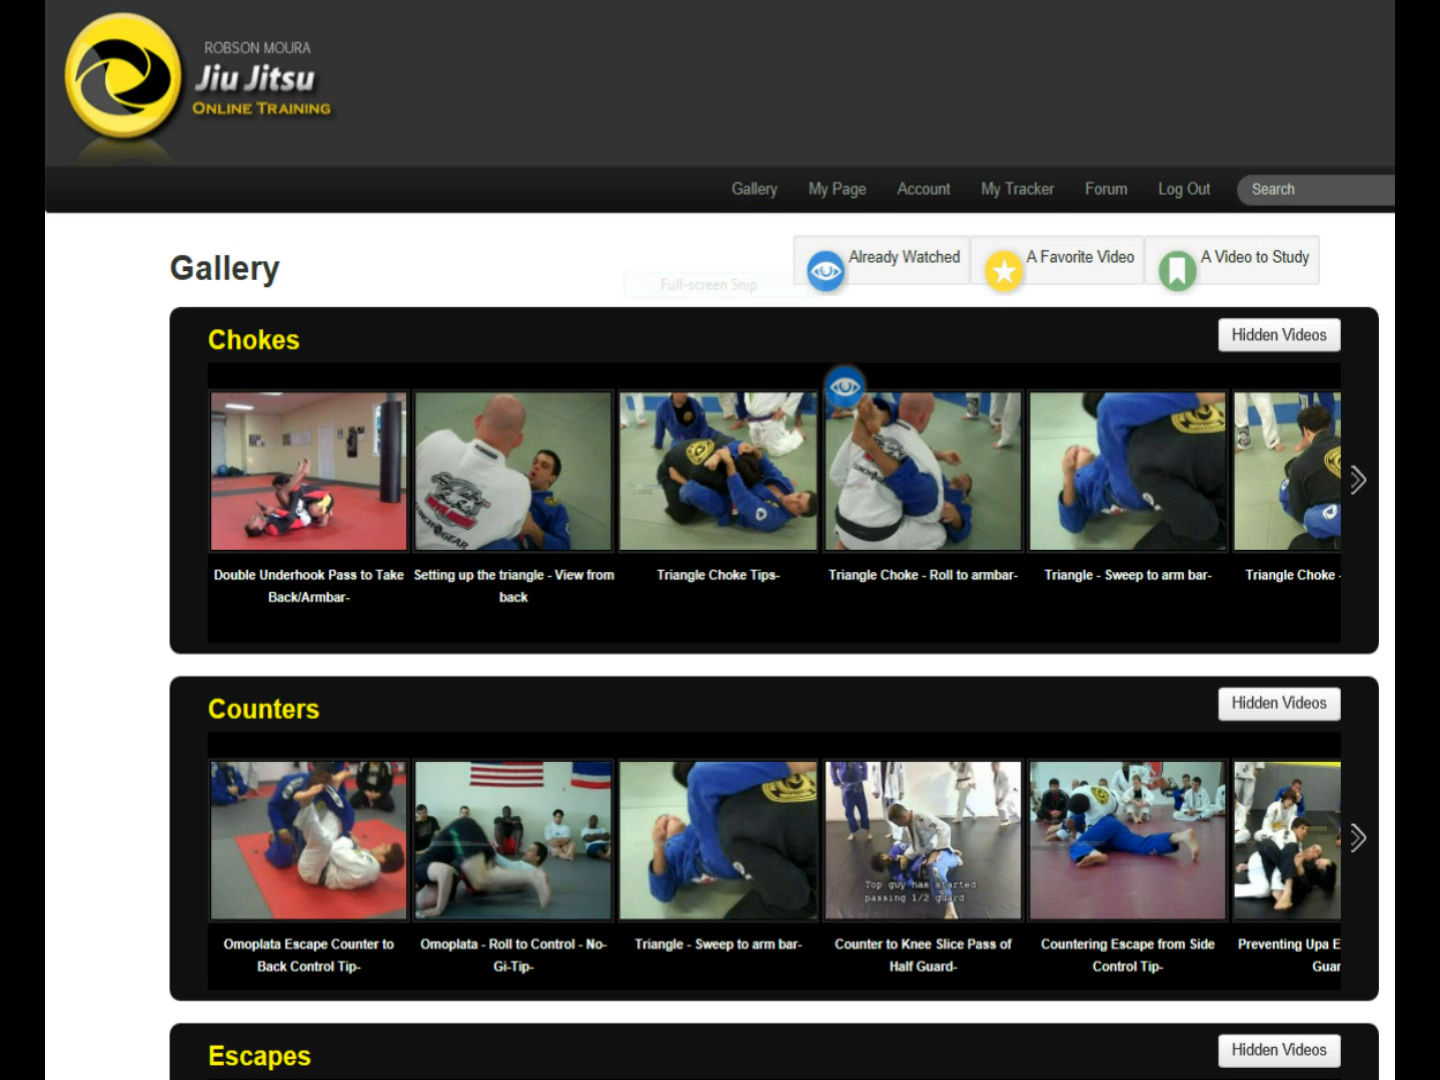 ROBSON MOURA
Jiu Jitsu
ONLINE TRAINING
Gallery My Page Account My Tracker Forum Log Out Search
Gallery
Full-screen Snip
Already Watched
A Favorite Video
A Video to Study
Chokes
Hidden Videos
Double Underhook Pass to Take
Back/Armbar-
Setting up the triangle - View from
back
Triangle Choke Tips-
Triangle Choke - Roll to armbar-
Triangle - Sweep to arm bar-
Triangle Choke -
Counters
Hidden Videos
Top guy has started
passing 1/2 guard
Omoplata Escape Counter to
Back Control Tip-
Omoplata - Roll to Control - No-
Gi-Tip-
Triangle - Sweep to arm bar-
Counter to Knee Slice Pass of
Half Guard-
Countering Escape from Side
Control Tip-
Preventing Upa E
Guar
Escapes
Hidden Videos